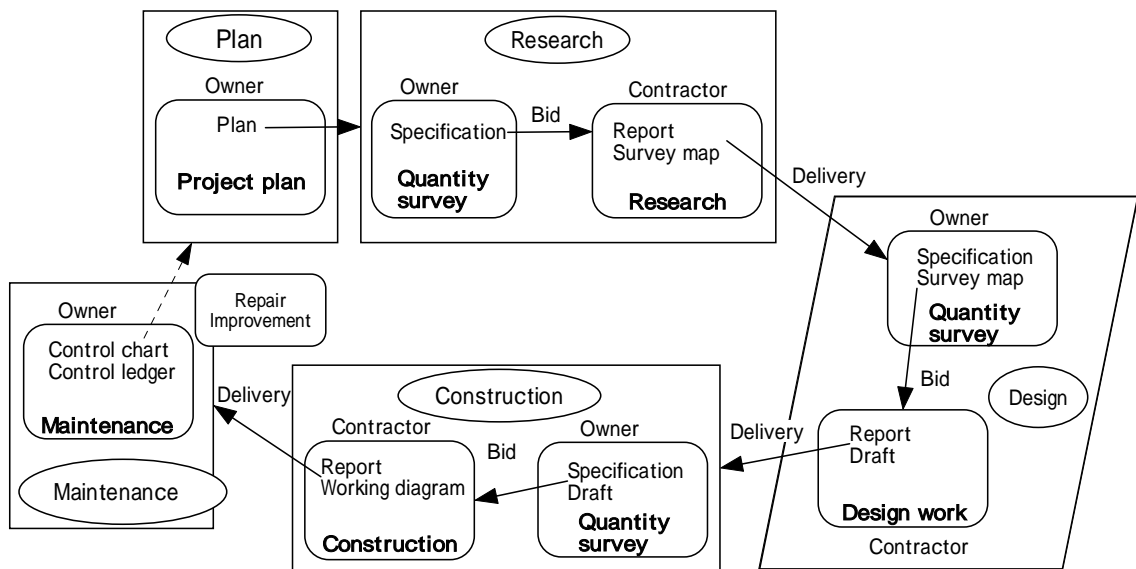 Plan
Owner
Plan
Project plan
Research
Owner
Specification
Quantity
survey
Bid
Contractor
Report
Survey map
Research
Delivery
Owner
Specification
Survey map
Quantity
survey
Bid
Design
Report
Draft
Design work
Contractor
Delivery
Construction
Owner
Specification
Draft
Quantity
survey
Bid
Contractor
Report
Working diagram
Construction
Delivery
Repair
Improvement
Owner
Control chart
Control ledger
Maintenance
Maintenance